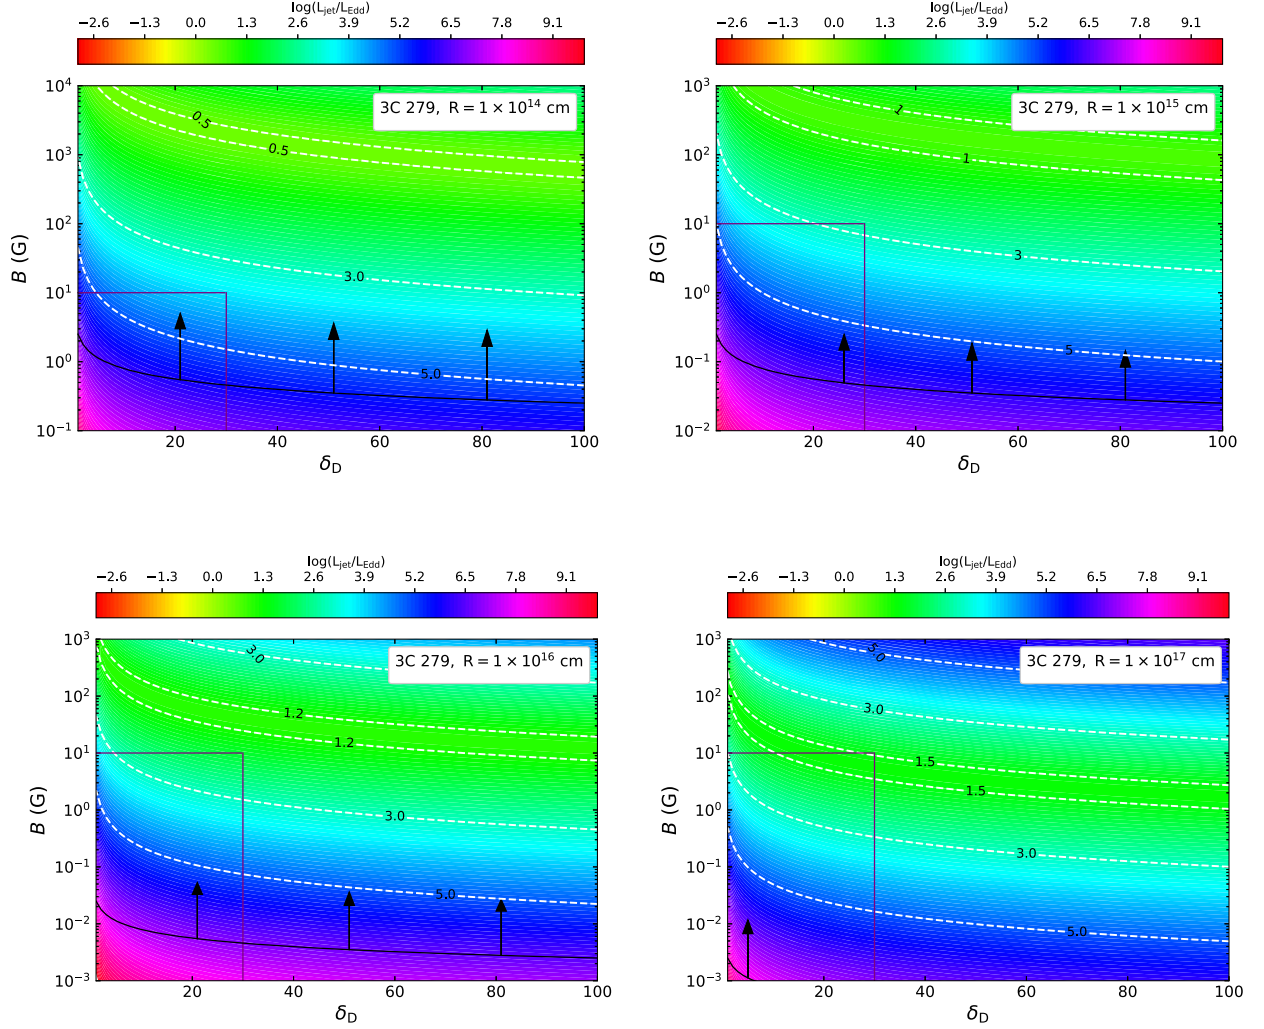 log(L_jet/L_Edd)
−2.6 −1.3 0.0 1.3 2.6 3.9 5.2 6.5 7.8 9.1
3C 279, R = 1 × 10^14 cm
B (G)
10^4
10^3
10^2
10^1
10^0
10^−1
0.5
0.5
3.0
5.0
20 40 60 80 100
δ_D
log(L_jet/L_Edd)
−2.6 −1.3 0.0 1.3 2.6 3.9 5.2 6.5 7.8 9.1
3C 279, R = 1 × 10^15 cm
B (G)
10^3
10^2
10^1
10^0
10^−1
10^−2
1
1
3
5
20 40 60 80 100
δ_D
log(L_jet/L_Edd)
−2.6 −1.3 0.0 1.3 2.6 3.9 5.2 6.5 7.8 9.1
3C 279, R = 1 × 10^16 cm
B (G)
10^3
10^2
10^1
10^0
10^−1
10^−2
10^−3
3.0
1.2
1.2
3.0
5.0
20 40 60 80 100
δ_D
log(L_jet/L_Edd)
−2.6 −1.3 0.0 1.3 2.6 3.9 5.2 6.5 7.8 9.1
3C 279, R = 1 × 10^17 cm
B (G)
10^3
10^2
10^1
10^0
10^−1
10^−2
10^−3
5.0
3.0
1.5
1.5
3.0
5.0
20 40 60 80 100
δ_D